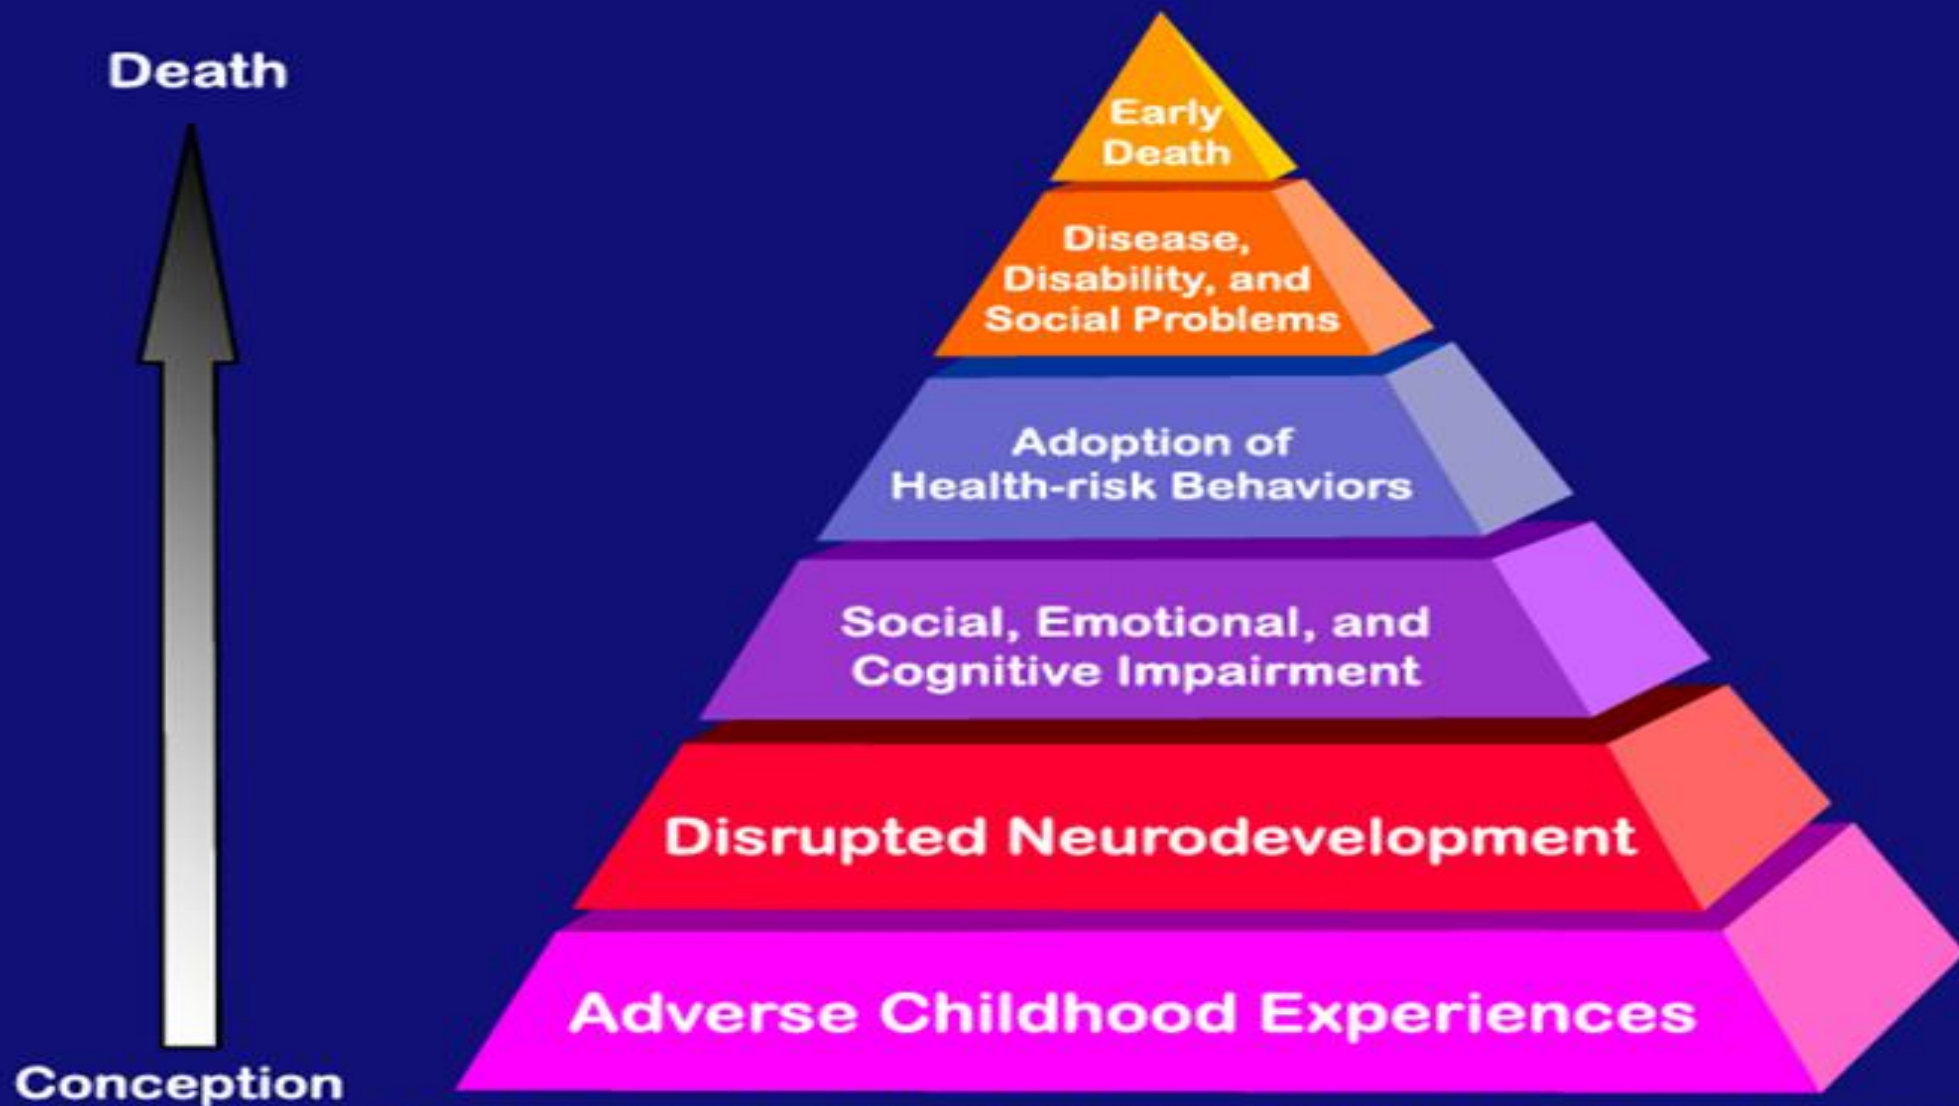 Death
Early
Death
Disease,
Disability, and
Social Problems
Adoption of
Health-risk Behaviors
Social, Emotional, and
Cognitive Impairment
Disrupted Neurodevelopment
Adverse Childhood Experiences
Conception